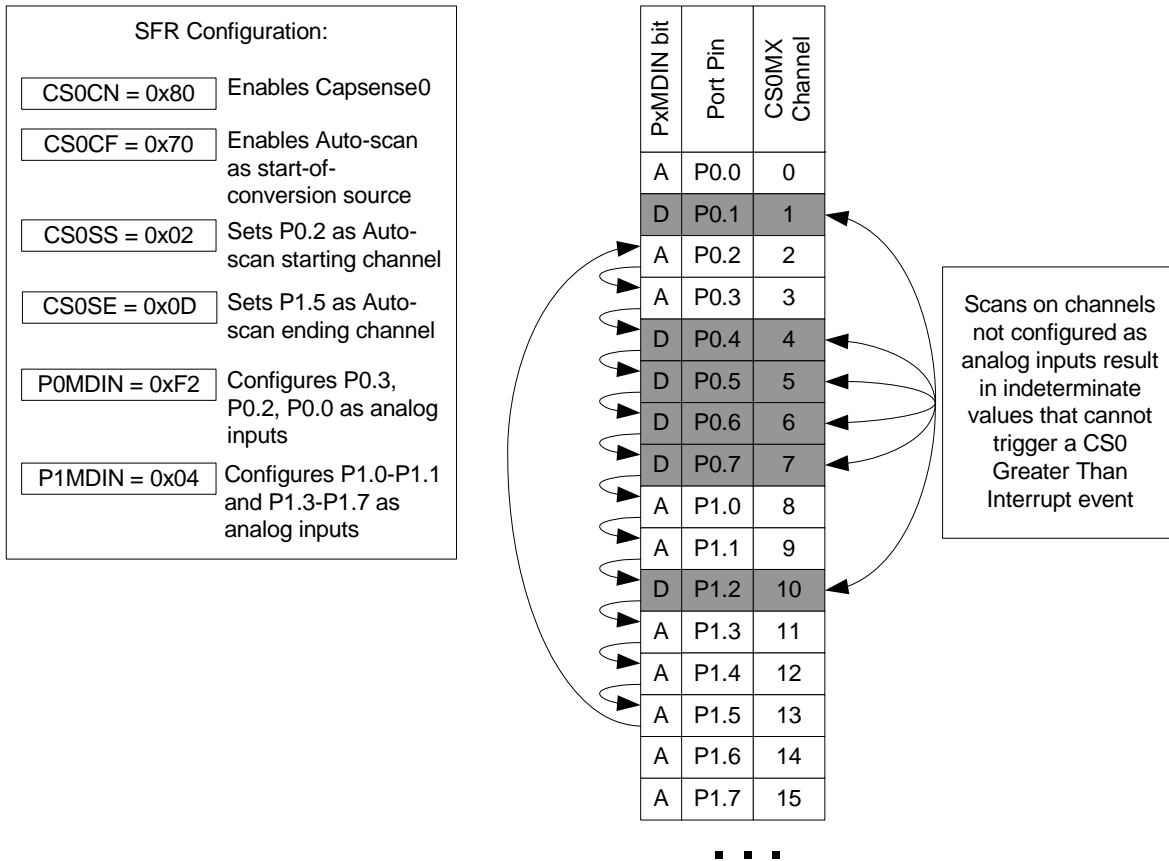 SFR Configuration:
CS0CN = 0x80
Enables Capsense0
CS0CF = 0x70
Enables Auto-scan
as start-of-
conversion source
CS0SS = 0x02
Sets P0.2 as Auto-
scan starting channel
CS0SE = 0x0D
Sets P1.5 as Auto-
scan ending channel
P0MDIN = 0xF2
Configures P0.3,
P0.2, P0.0 as analog
inputs
P1MDIN = 0x04
Configures P1.0-P1.1
and P1.3-P1.7 as
analog inputs
PxMDIN bit
Port Pin
CS0MX
Channel
A P0.0 0
D P0.1 1
A P0.2 2
A P0.3 3
D P0.4 4
D P0.5 5
D P0.6 6
D P0.7 7
A P1.0 8
A P1.1 9
D P1.2 10
A P1.3 11
A P1.4 12
A P1.5 13
A P1.6 14
A P1.7 15
...
Scans on channels
not configured as
analog inputs result
in indeterminate
values that cannot
trigger a CS0
Greater Than
Interrupt event